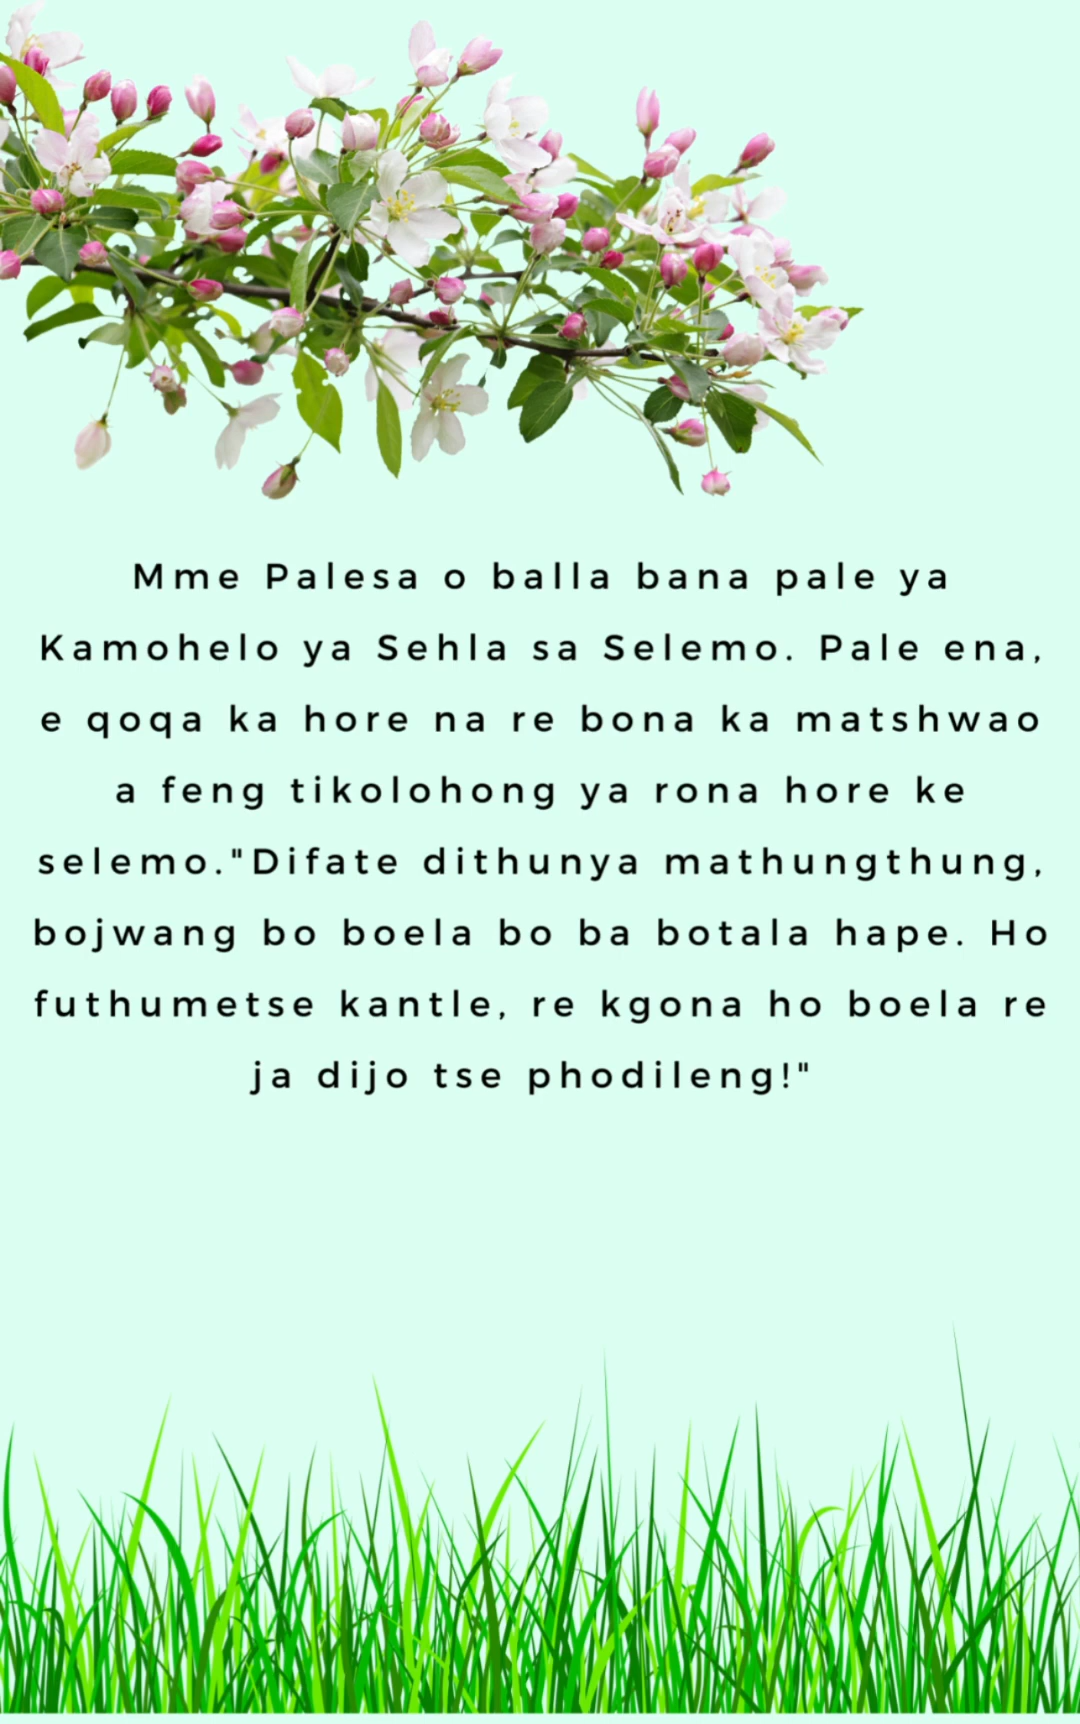 Mme Palesa o balla bana pale ya
Kamohelo ya Sehla sa Selemo. Pale ena,
e qoqa ka hore na re bona ka matshwao
a feng tikolohong ya rona hore ke
selemo."Difate dithunya mathungthung,
bojwang bo boela bo ba botala hape. Ho
futhumetse kantle, re kgona ho boela re
ja dijo tse phodileng!"